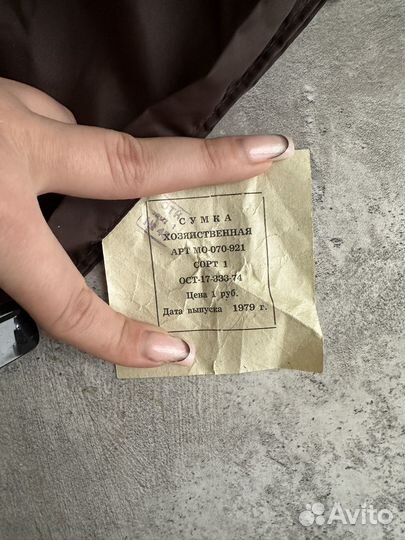 СУМКА
ХОЗЯЙСТВЕННАЯ
АРТ МО-070-921
СОРТ 1
ОСТ-17-333-74
Цена 1 руб.
Дата выпуска 1979 г.
Avito